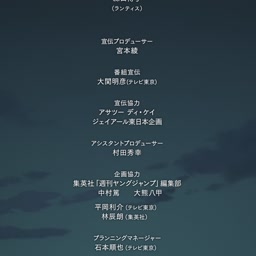 (ランティス)
宣伝プロデューサー
宮本綾
番組宣伝
大関明彦(テレビ東京)
宣伝協力
アサツー ディ・ケイ
ジェイアール東日本企画
アシスタントプロデューサー
村田秀幸
企画協力
集英社「週刊ヤングジャンプ」編集部
中村篤 大熊八甲
平岡利介(テレビ東京)
林辰朗(集英社)
プランニングマネージャー
石本順也(テレビ東京)